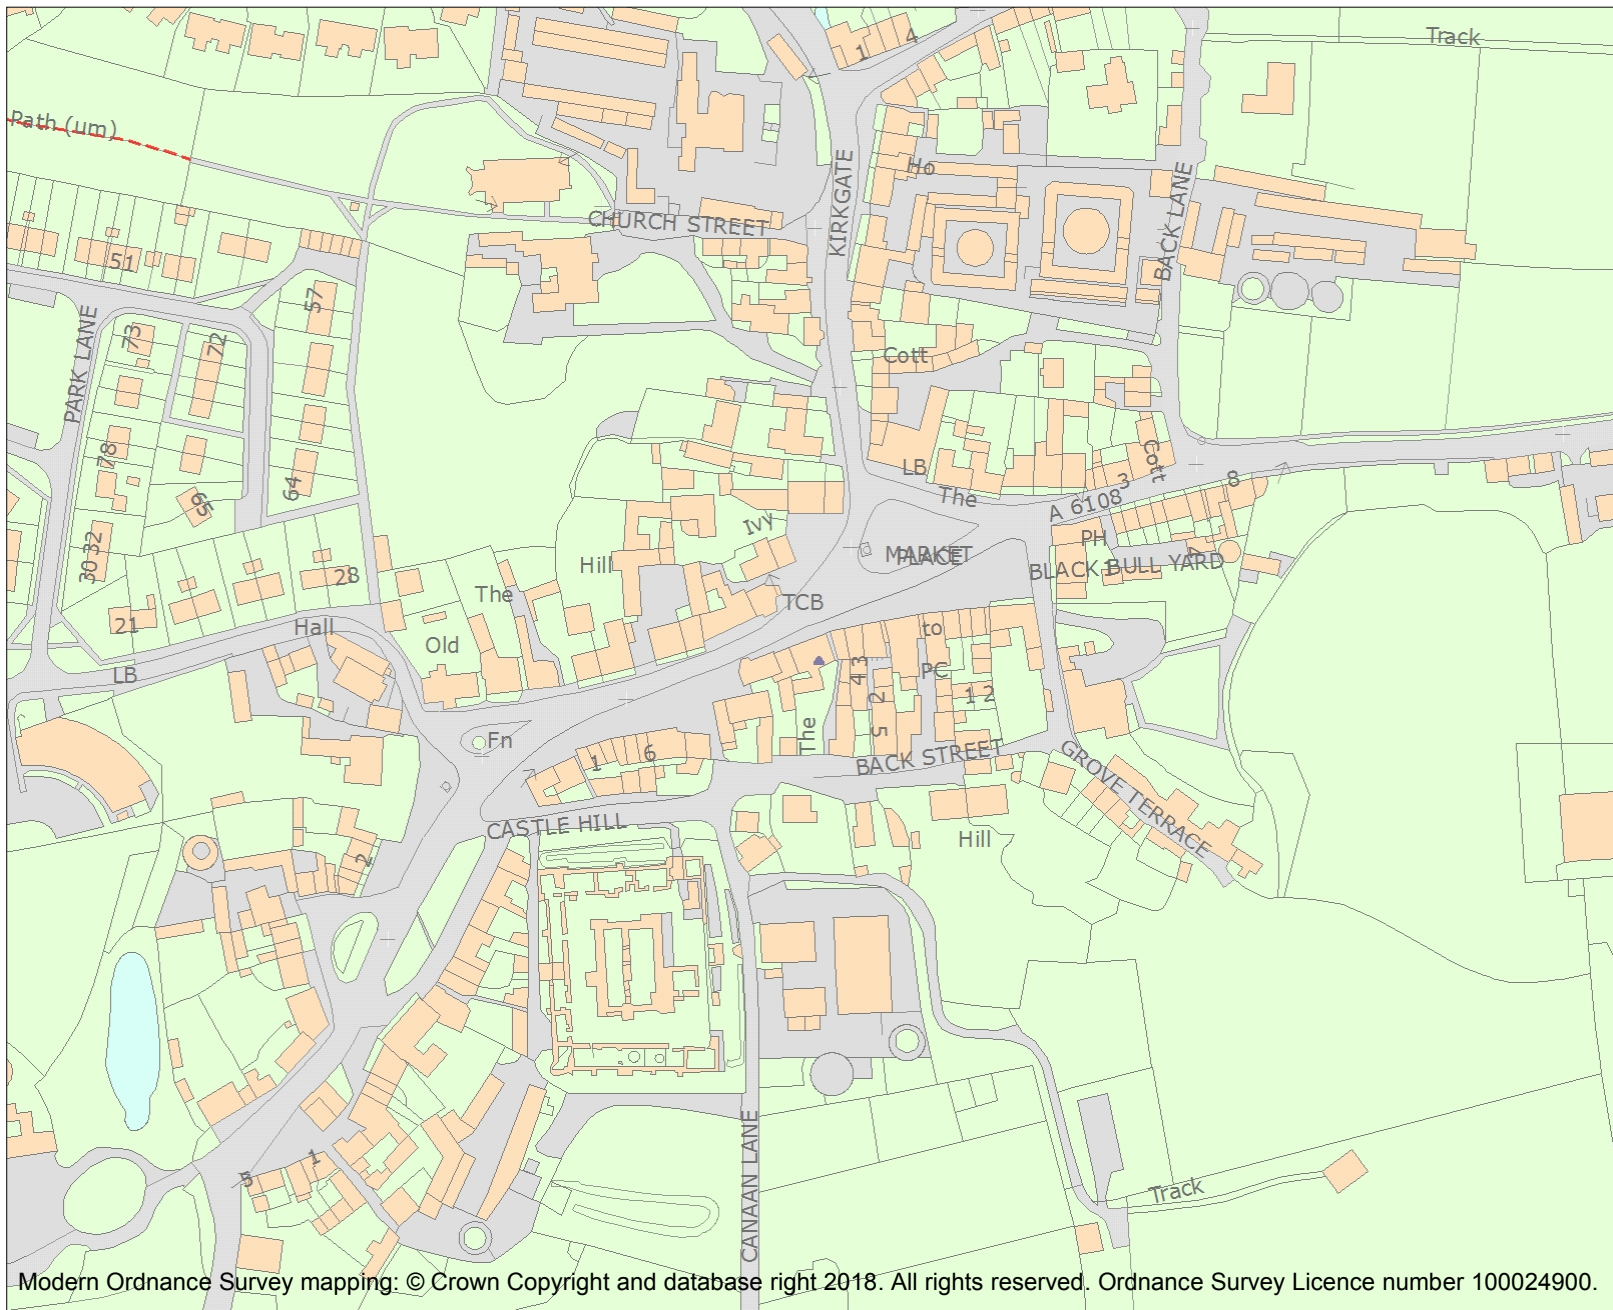 Track
1
4
Path (um)
Ho
KIRKGATE
CHURCH STREET
BACK LANE
51
57
PARK LANE
73
72
Cott
78
64
65
LB
The
A 6108
3
Cott
8
Ivy
MARKET
PLACE
PH
BLACK BULL YARD
1
4
30 32
28
Hill
The
TCB
21
Hall
Old
to
LB
4 3
PC
2
1 2
5
The
Fn
1
6
BACK STREET
GROVE TERRACE
CASTLE HILL
Hill
2
CANAAN LANE
5
1
Track
Modern Ordnance Survey mapping: © Crown Copyright and database right 2018. All rights reserved. Ordnance Survey Licence number 100024900.